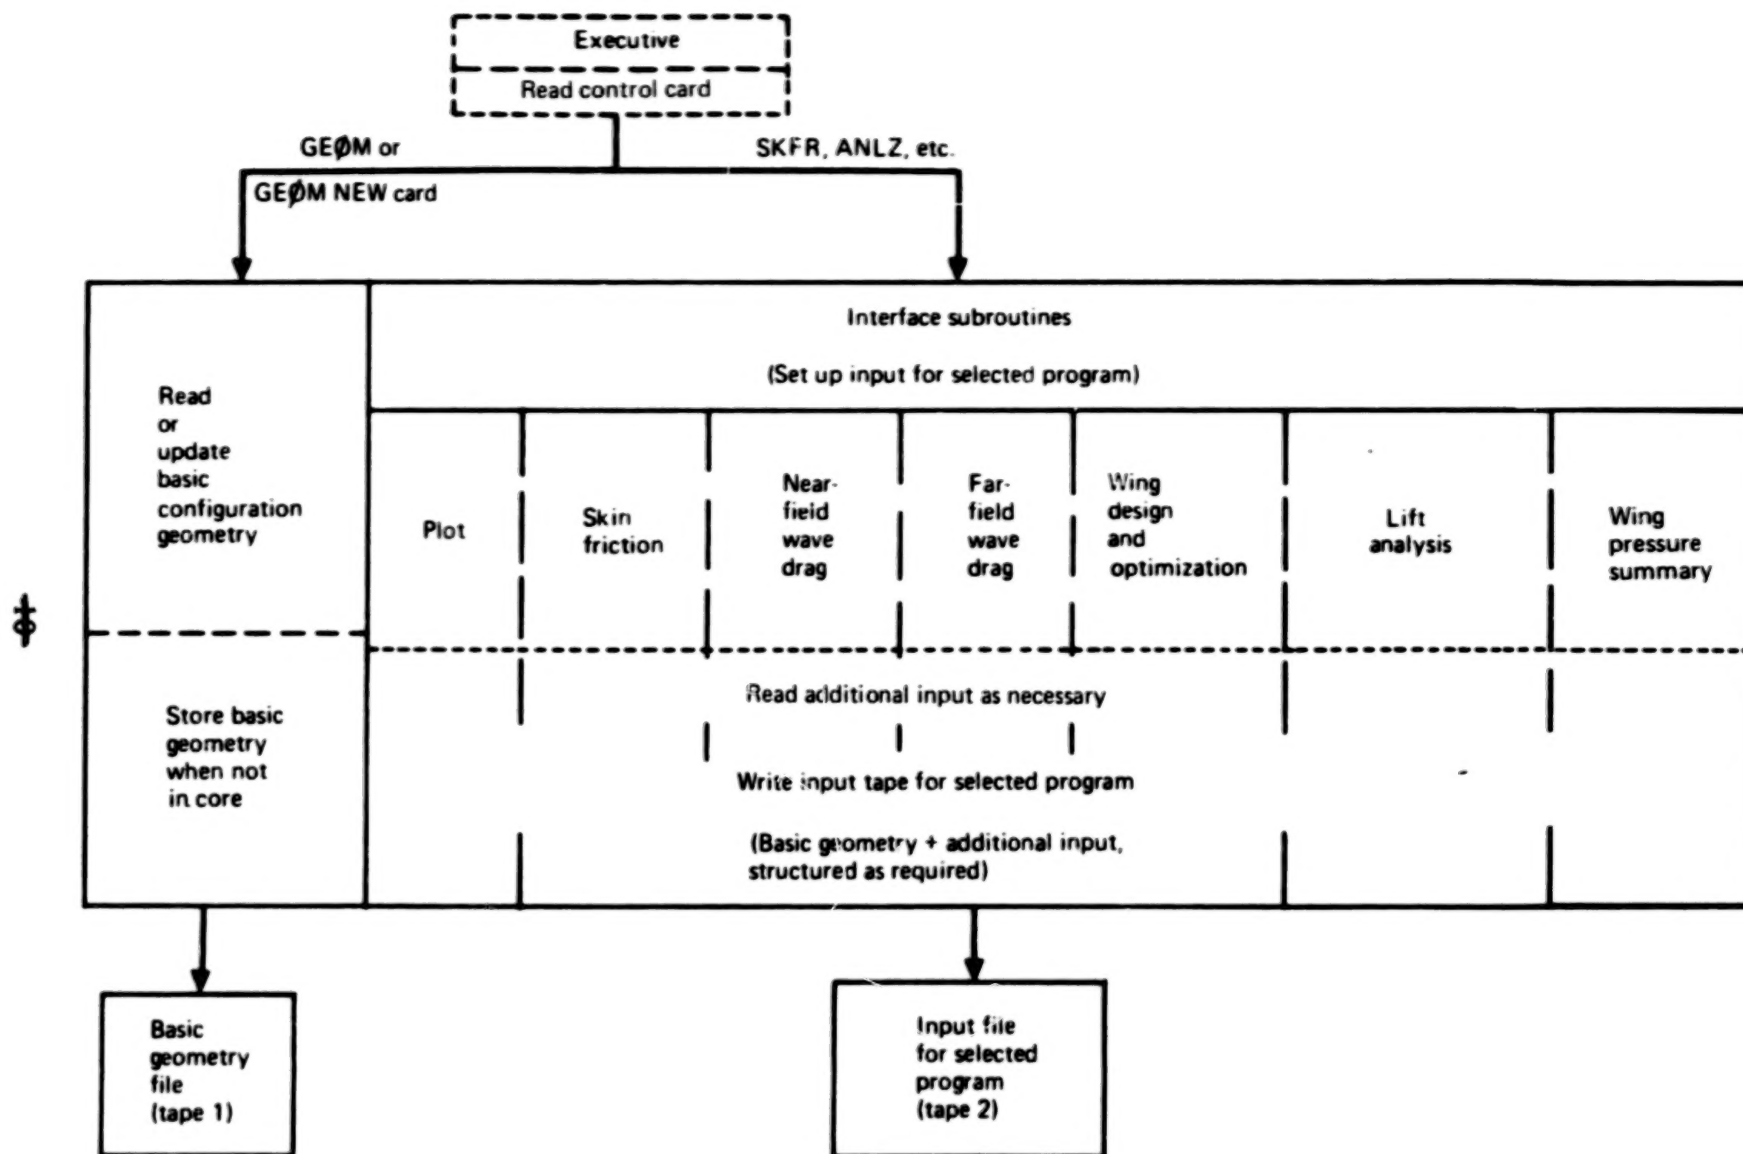 Executive
Read control card
GEØM or
GEØM NEW card
SKFR, ANLZ, etc.
Read
or
update
basic
configuration
geometry
Store basic
geometry
when not
in core
Interface subroutines
(Set up input for selected program)
Plot
Skin
friction
Near-
field
wave
drag
Far-
field
wave
drag
Wing
design
and
optimization
Lift
analysis
Wing
pressure
summary
Read additional input as necessary
Write input tape for selected program
(Basic geometry + additional input,
structured as required)
Basic
geometry
file
(tape 1)
Input file
for selected
program
(tape 2)